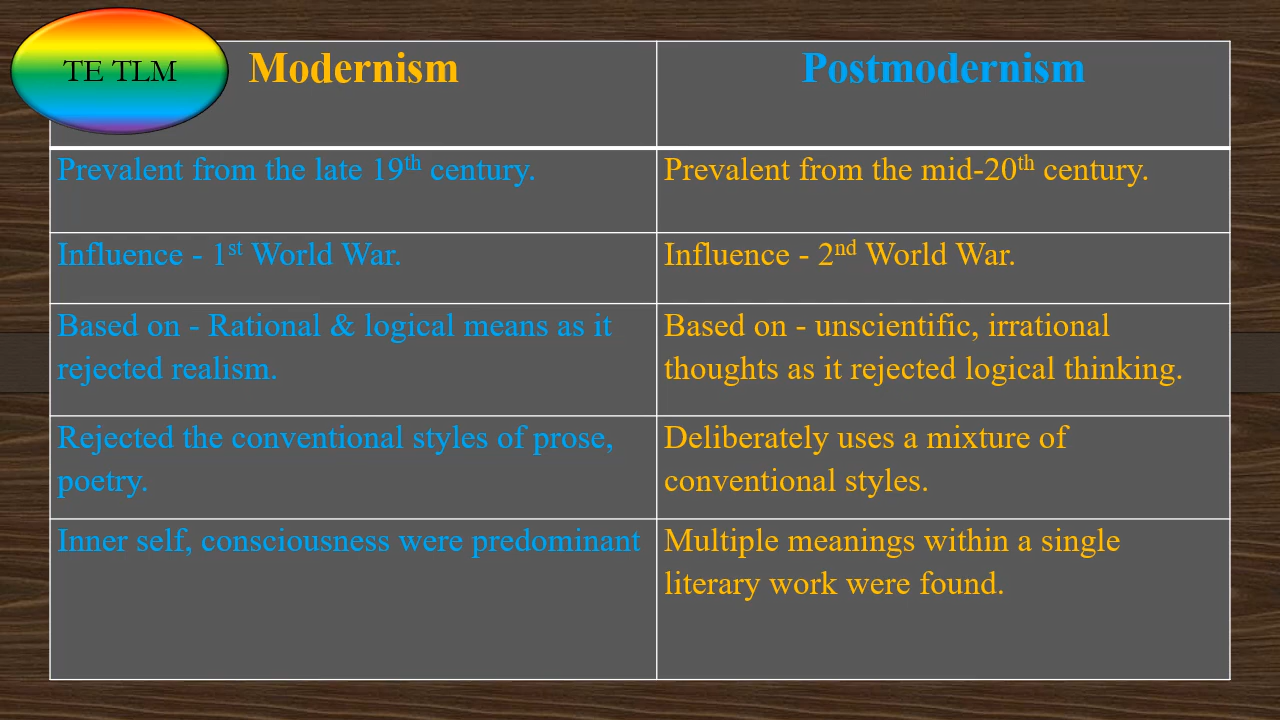 TE TLM
Modernism
Postmodernism
Prevalent from the late 19th century.
Prevalent from the mid-20th century.
Influence - 1st World War.
Influence - 2nd World War.
Based on - Rational & logical means as it
rejected realism.
Based on - unscientific, irrational
thoughts as it rejected logical thinking.
Rejected the conventional styles of prose,
poetry.
Deliberately uses a mixture of
conventional styles.
Inner self, consciousness were predominant
Multiple meanings within a single
literary work were found.